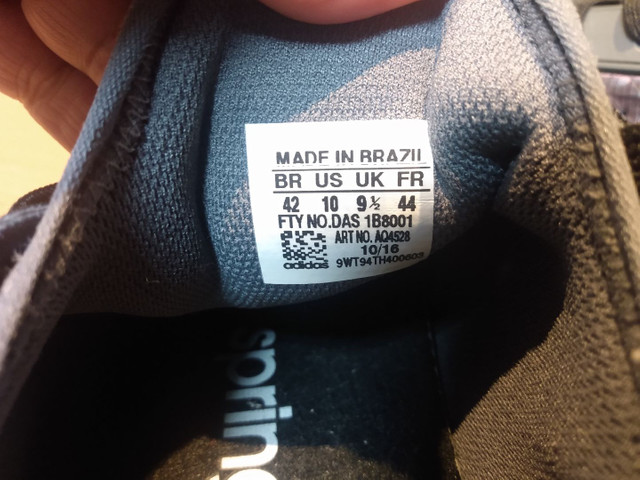 MADE IN BRAZIL
BR US UK FR
42 10 9½ 44
FTY NO.DAS 1B8001
ART NO. AQ4528
10/16
adidas 9WT94TH400603
spring